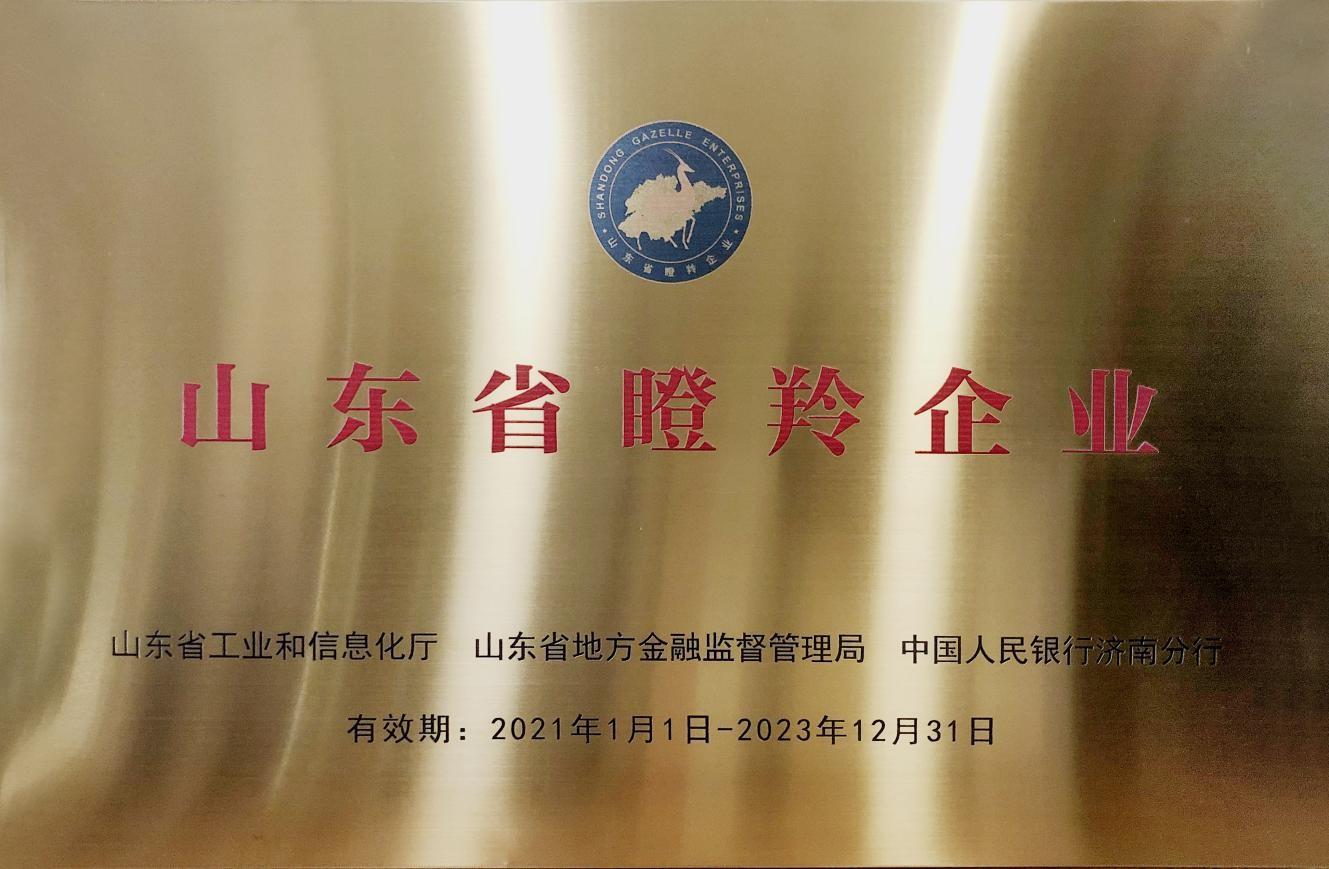 SHANDONG GAZELLE ENTERPRISES
山东省瞪羚企业
山东省瞪羚企业
山东省工业和信息化厅 山东省地方金融监督管理局 中国人民银行济南分行
有效期：2021年1月1日-2023年12月31日